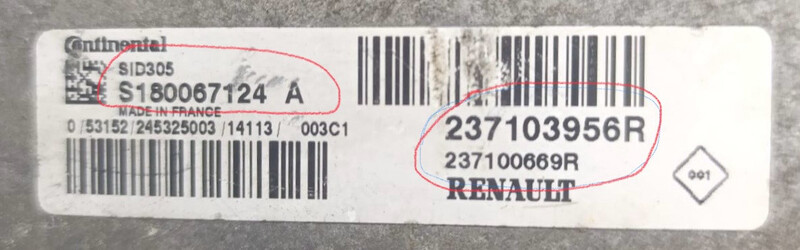 Continental
SID305
S180067124 A
MADE IN FRANCE
0 /53152 /245325003 /14113/ 003C1
237103956R
237100669R
RENAULT
001